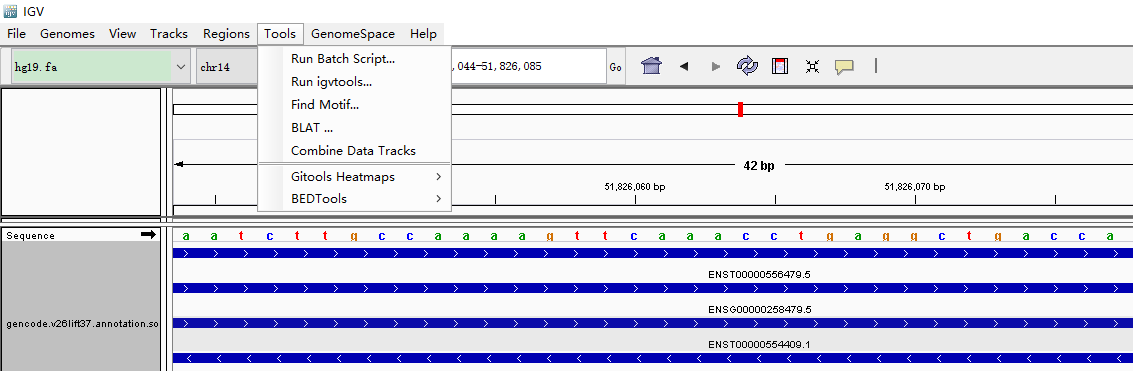 IGV
File Genomes View Tracks Regions Tools GenomeSpace Help
hg19.fa chr14 ,044-51,826,085 Go
Run Batch Script...
Run igvtools...
Find Motif...
BLAT ...
Combine Data Tracks
Gitools Heatmaps
BEDTools
42 bp
51,826,060 bp 51,826,070 bp
Sequence a a t c t t g c c a a a a g t t c a a a c c t g a g g c t g a c c a
ENST00000556479.5
ENSG00000258479.5
gencode.v26lift37.annotation.so
ENST00000554409.1